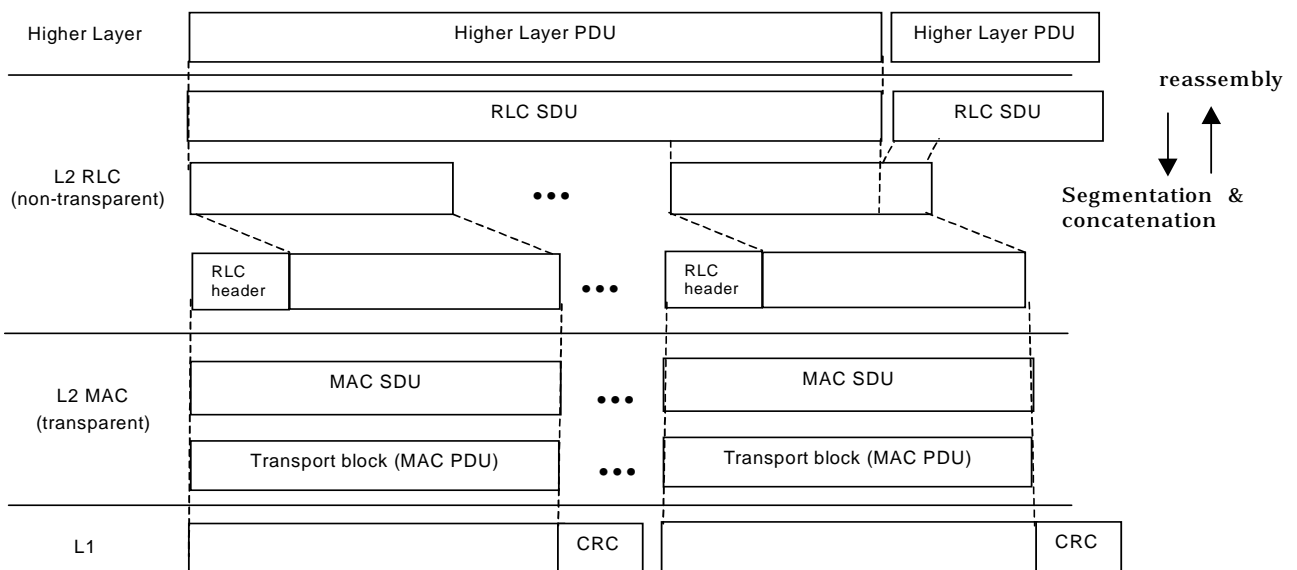 Higher Layer
Higher Layer PDU
Higher Layer PDU
reassembly
RLC SDU
RLC SDU
L2 RLC
(non-transparent)
Segmentation &
concatenation
RLC
header
RLC
header
L2 MAC
(transparent)
MAC SDU
MAC SDU
Transport block (MAC PDU)
Transport block (MAC PDU)
L1
CRC
CRC